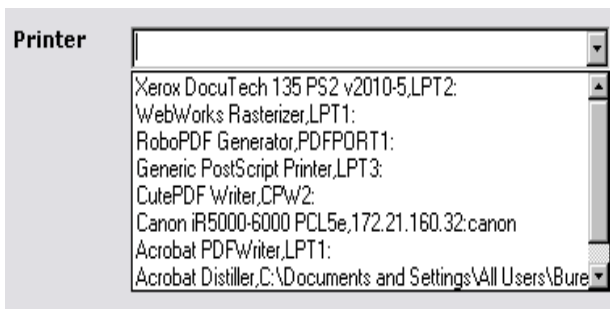 Printer
Xerox DocuTech 135 PS2 v2010-5,LPT2:
WebWorks Rasterizer,LPT1:
RoboPDF Generator,PDFPORT1:
Generic PostScript Printer,LPT3:
CutePDF Writer,CPW2:
Canon iR5000-6000 PCL5e,172.21.160.32:canon
Acrobat PDFWriter,LPT1:
Acrobat Distiller,C:\Documents and Settings\All Users\Bure